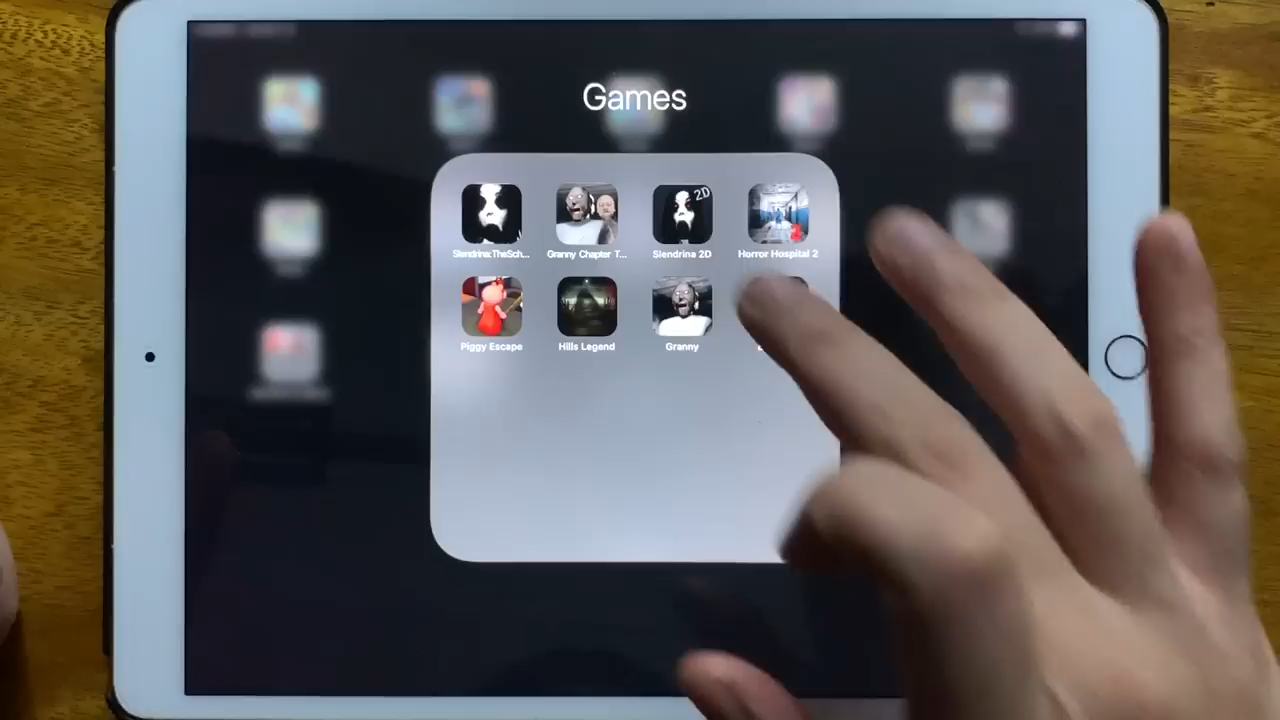 Games
2D
Slendrina:TheSch... Granny Chapter T... Slendrina 2D Horror Hospital 2
Piggy Escape Hills Legend Granny